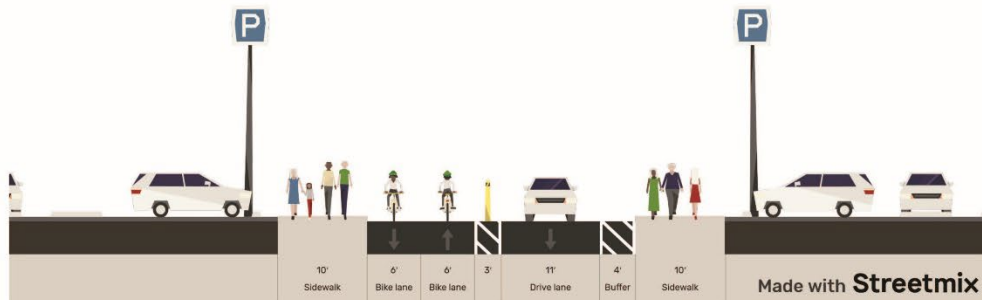 P
P
10' 6' 6' 3' 11' 4' 10'
Sidewalk Bike lane Bike lane Drive lane Buffer Sidewalk
Made with Streetmix